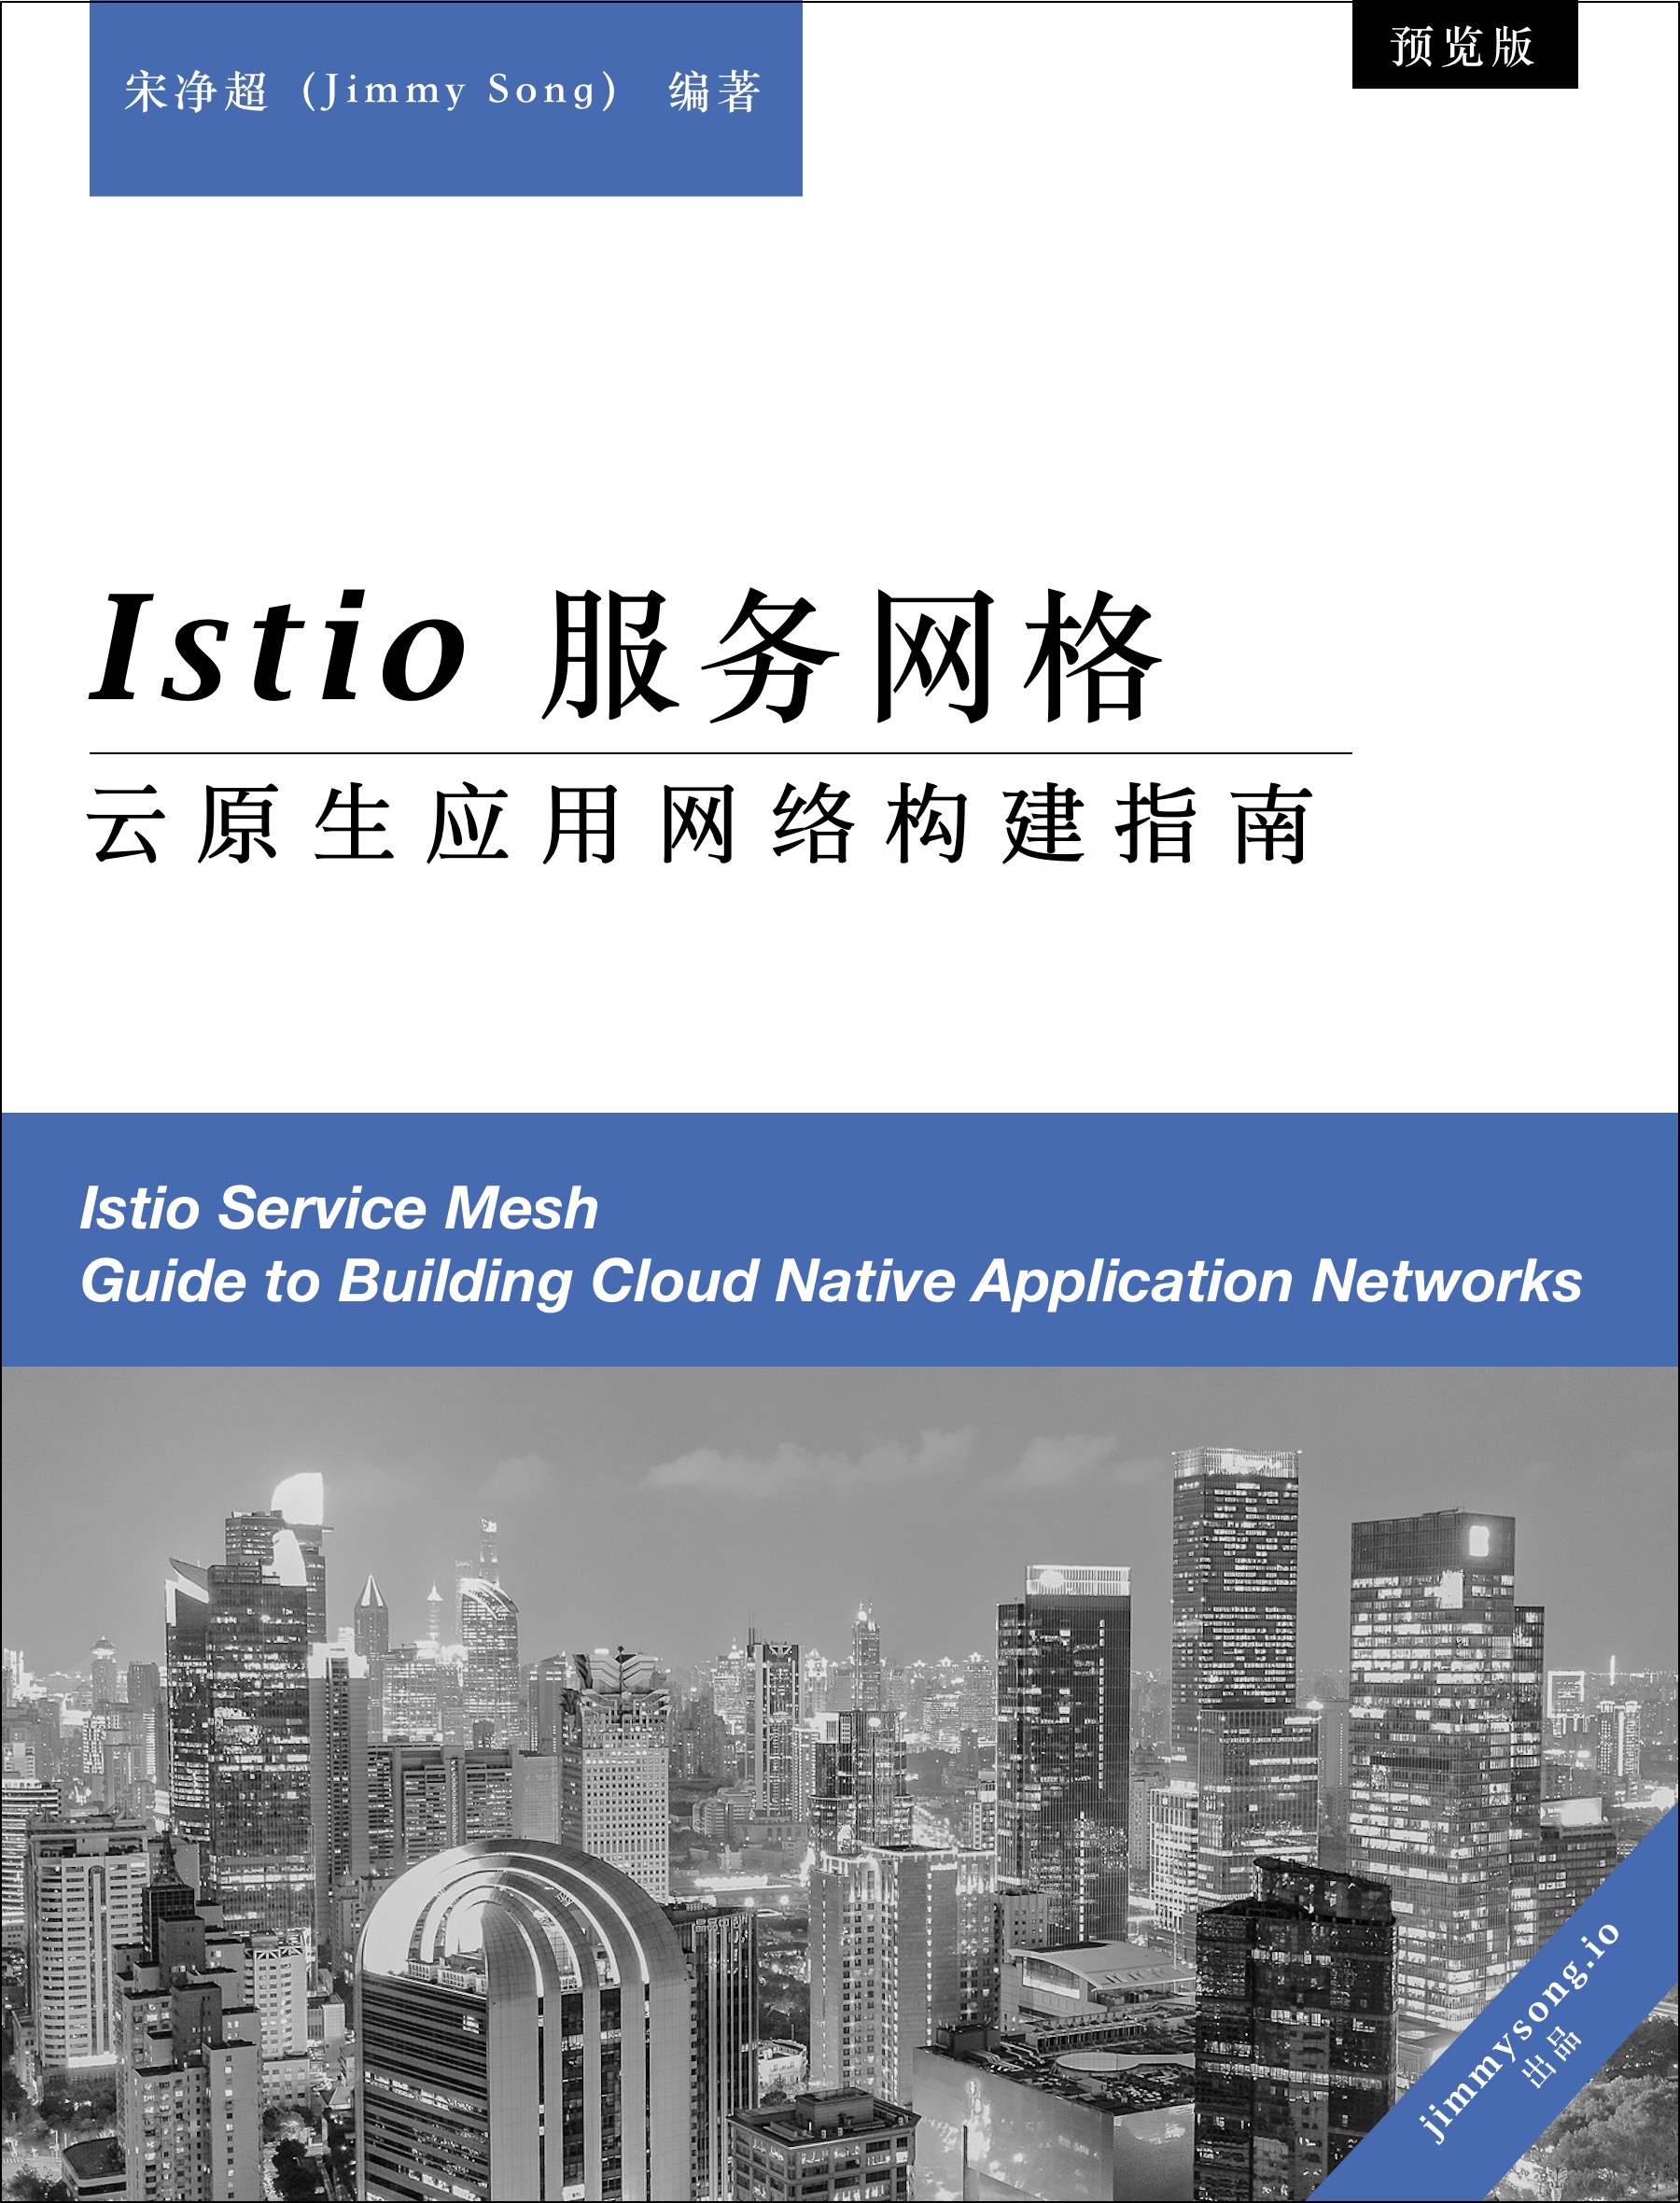 宋净超（Jimmy Song） 编著
预览版
Istio 服务网格
云原生应用网络构建指南
Istio Service Mesh
Guide to Building Cloud Native Application Networks
jimmysong.io
出品